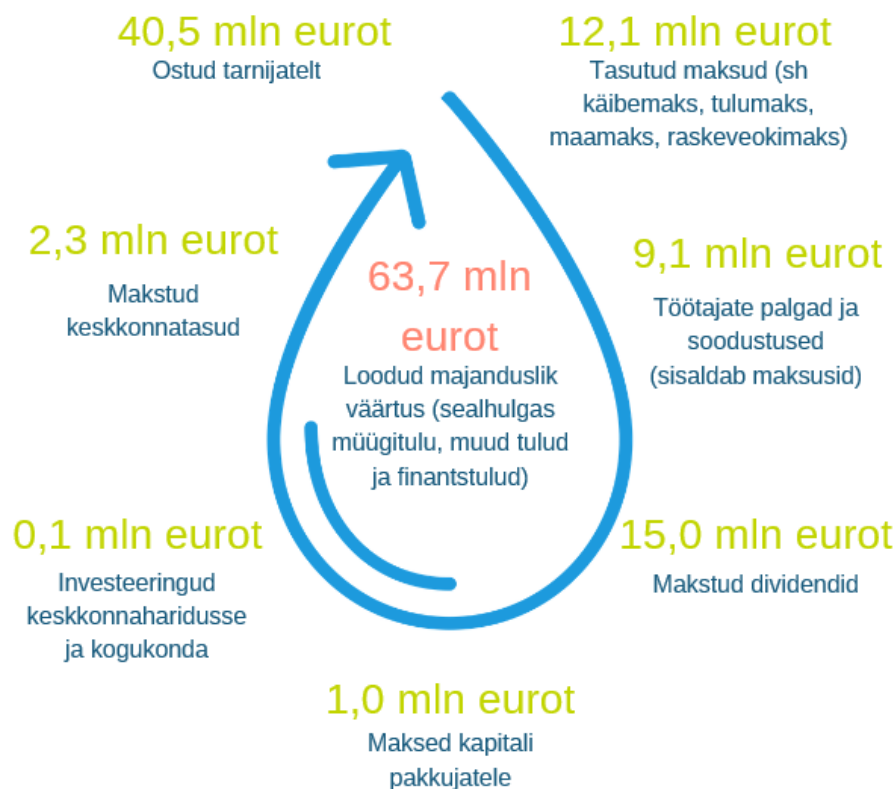 40,5 mln eurot
Ostud tarnijatelt
12,1 mln eurot
Tasutud maksud (sh
käibemaks, tulumaks,
maamaks, raskeveokimaks)
2,3 mln eurot
Makstud
keskkonnatasud
63,7 mln
eurot
Loodud majanduslik
väärtus (sealhulgas
müügitulu, muud tulud
ja finantstulud)
9,1 mln eurot
Töötajate palgad ja
soodustused
(sisaldab maksusid)
0,1 mln eurot
Investeeringud
keskkonnaharidusse
ja kogukonda
15,0 mln eurot
Makstud dividendid
1,0 mln eurot
Maksed kapitali
pakkujatele